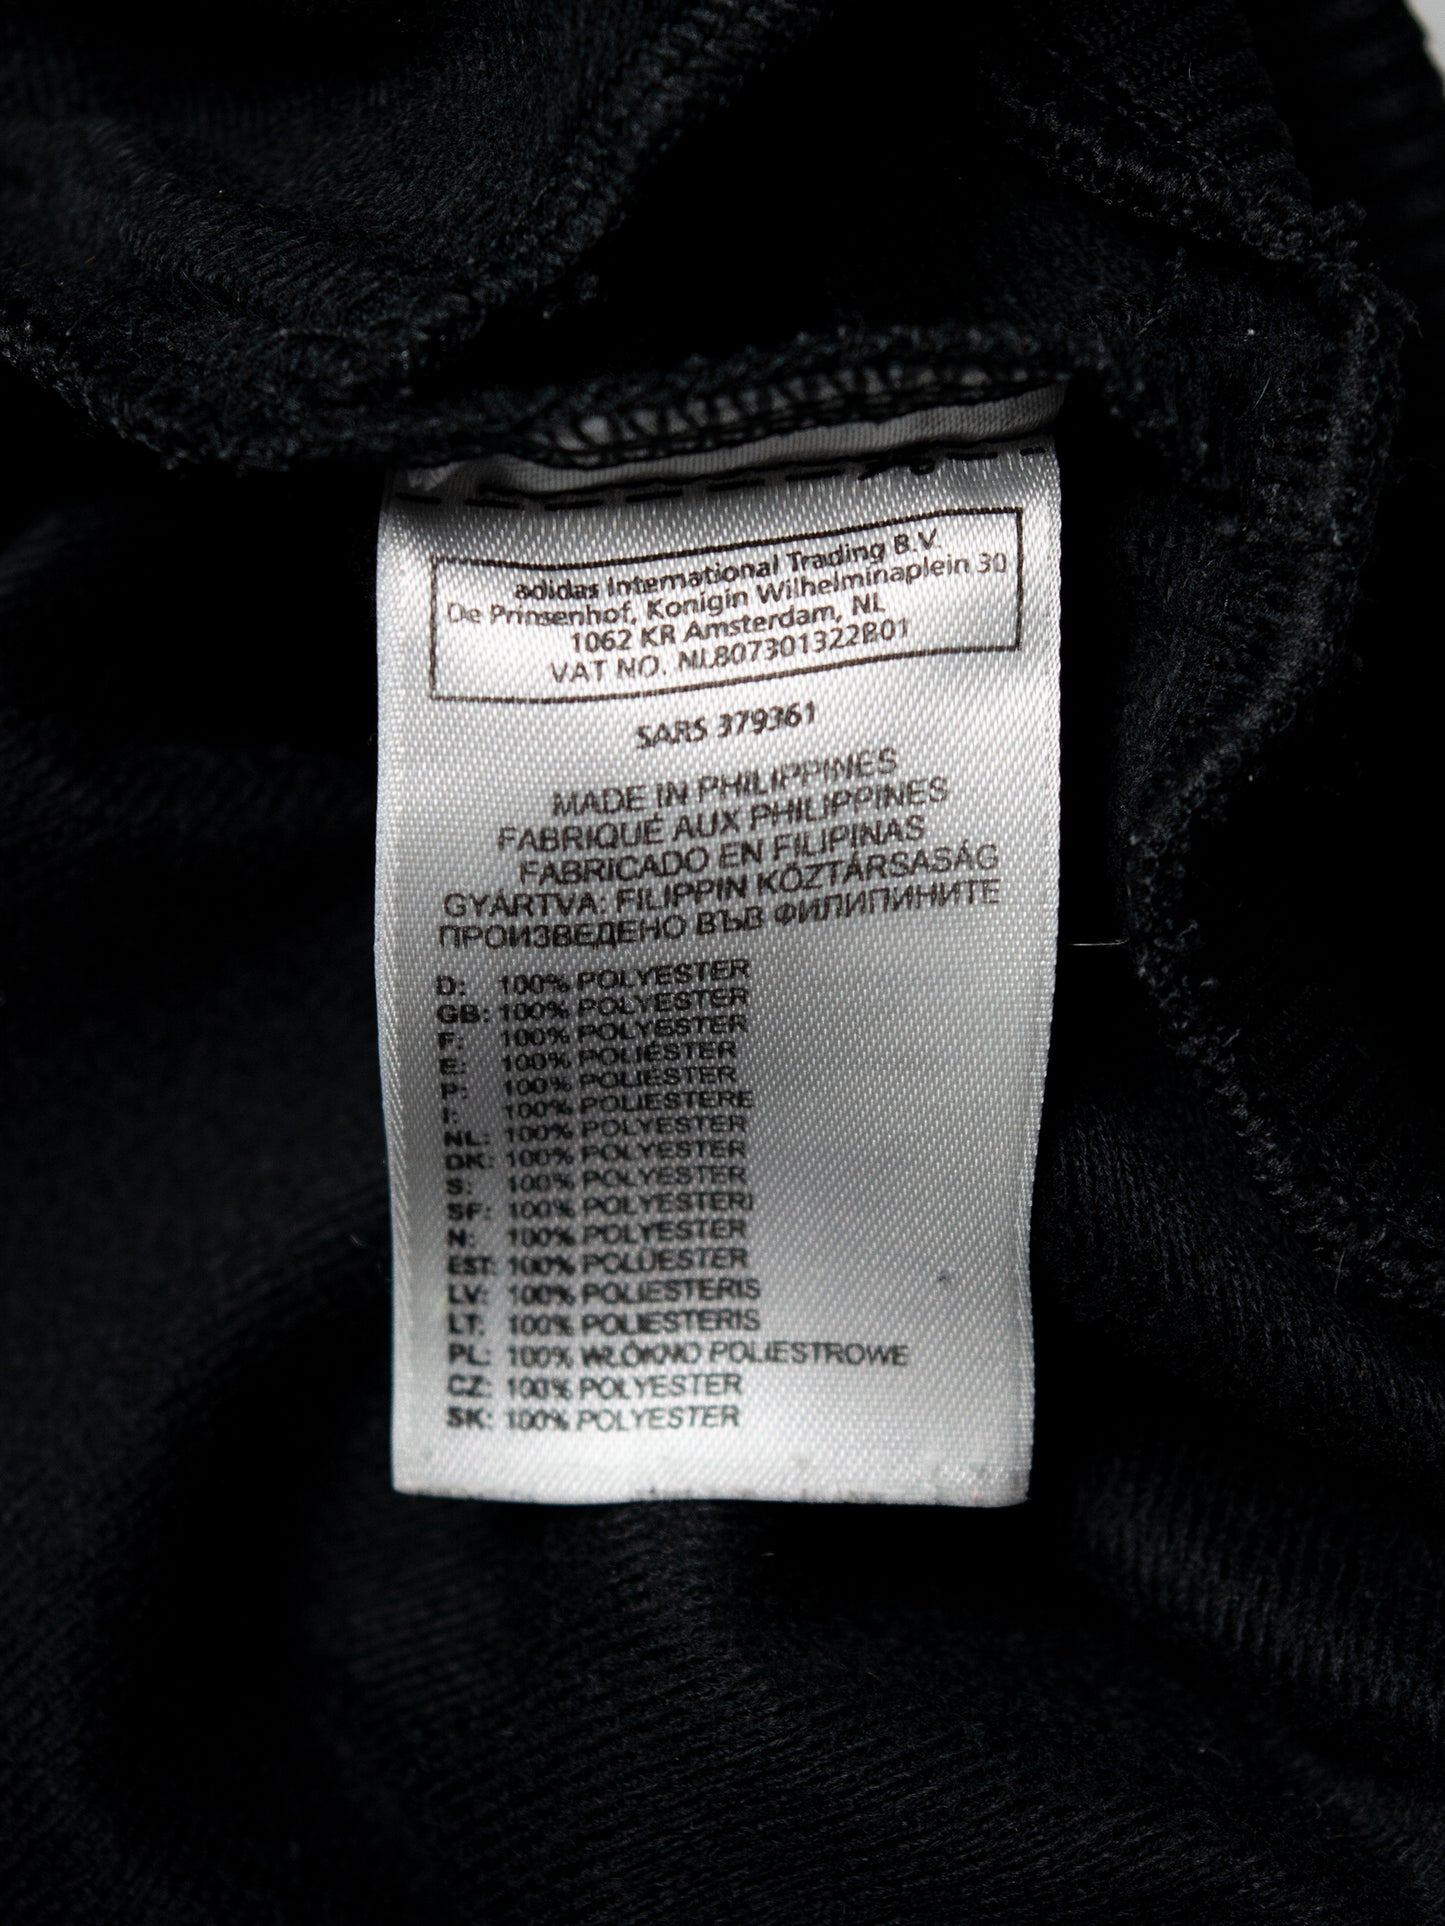 adidas International Trading B.V.
De Prinsenhof, Konigin Wilhelminaplein 30
1062 KR Amsterdam, NL
VAT NO. NL807301322B01
SARS 379361
MADE IN PHILIPPINES
FABRIQUÉ AUX PHILIPPINES
FABRICADO EN FILIPINAS
GYÁRTVA: FILIPPIN KÖZTÁRSASÁG
ПРОИЗВЕДЕНО ВЪВ ФИЛИПИНИТЕ
D: 100% POLYESTER
GB: 100% POLYESTER
F: 100% POLYESTER
E: 100% POLIÉSTER
P: 100% POLIÉSTER
I: 100% POLIESTERE
NL: 100% POLYESTER
DK: 100% POLYESTER
S: 100% POLYESTER
SF: 100% POLYESTERI
N: 100% POLYESTER
EST: 100% POLÜESTER
LV: 100% POLIESTERIS
LT: 100% POLIESTERIS
PL: 100% WŁÓKNO POLIESTROWE
CZ: 100% POLYESTER
SK: 100% POLYESTER